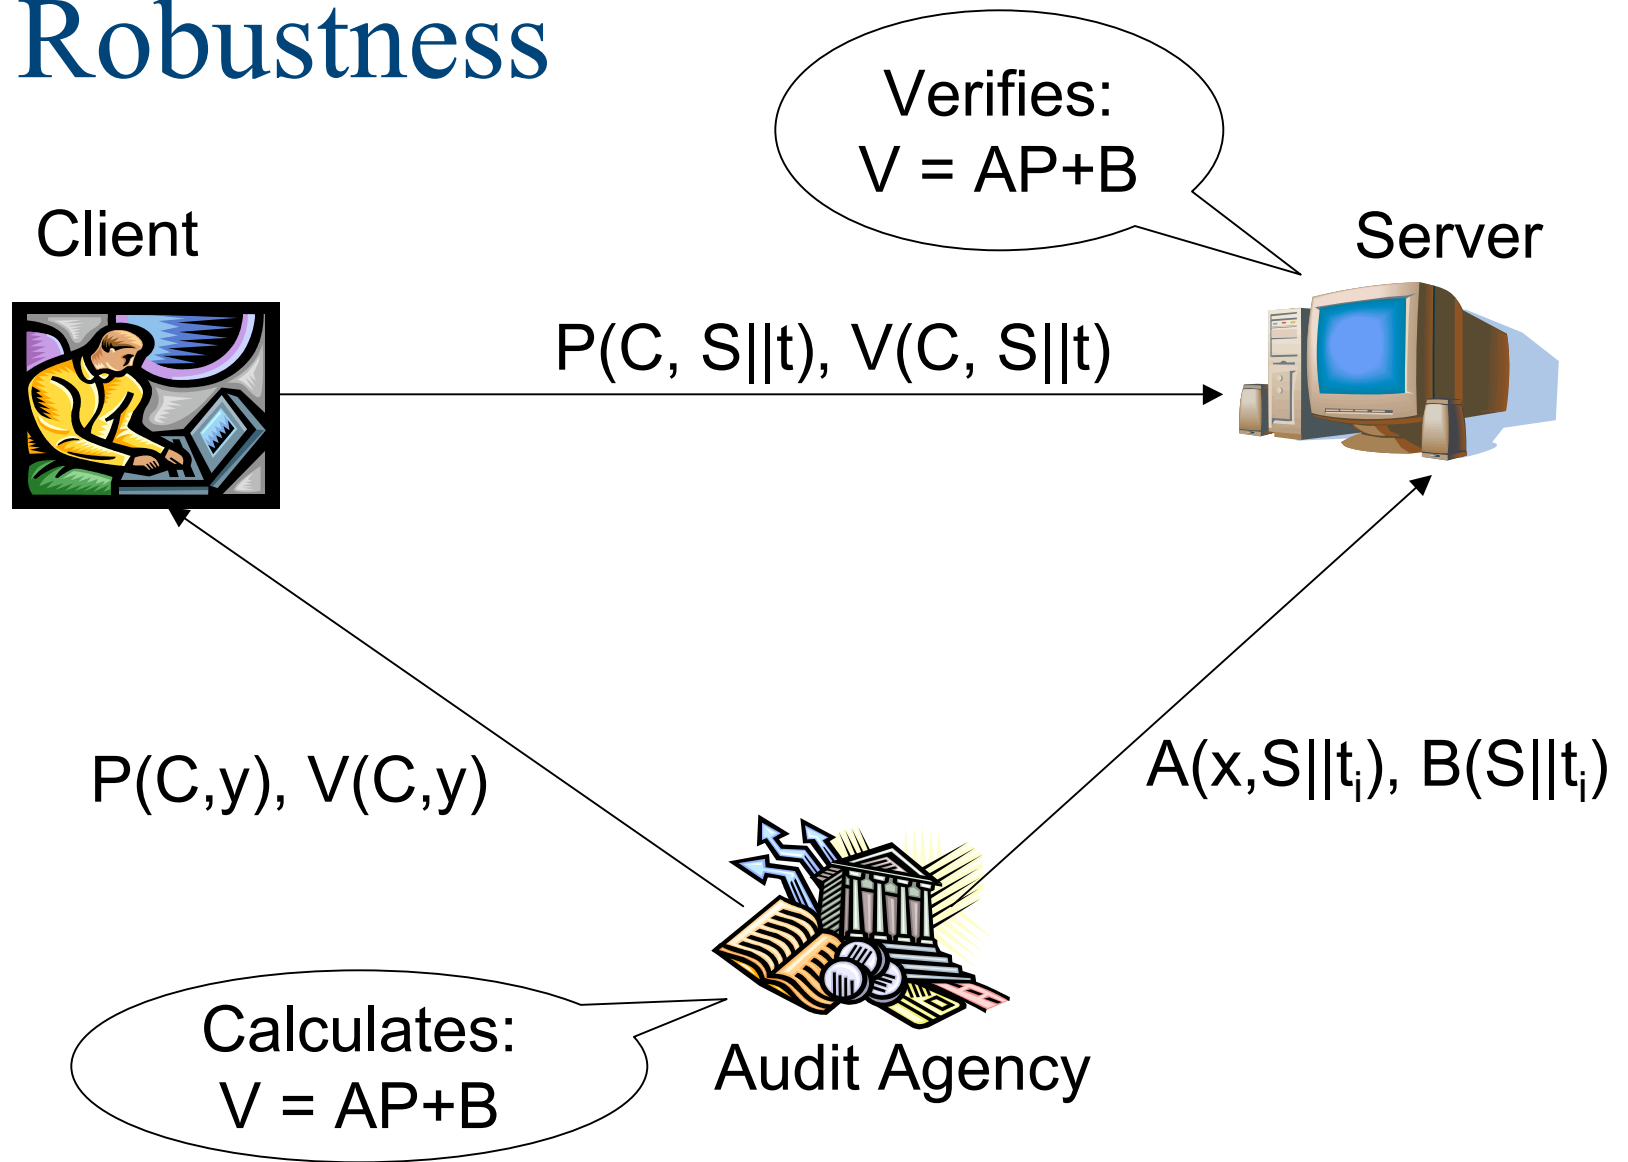 Robustness
Verifies:
V = AP+B
Client
Server
P(C, S||t), V(C, S||t)
P(C,y), V(C,y)
A(x,S||tᵢ), B(S||tᵢ)
Calculates:
V = AP+B
Audit Agency